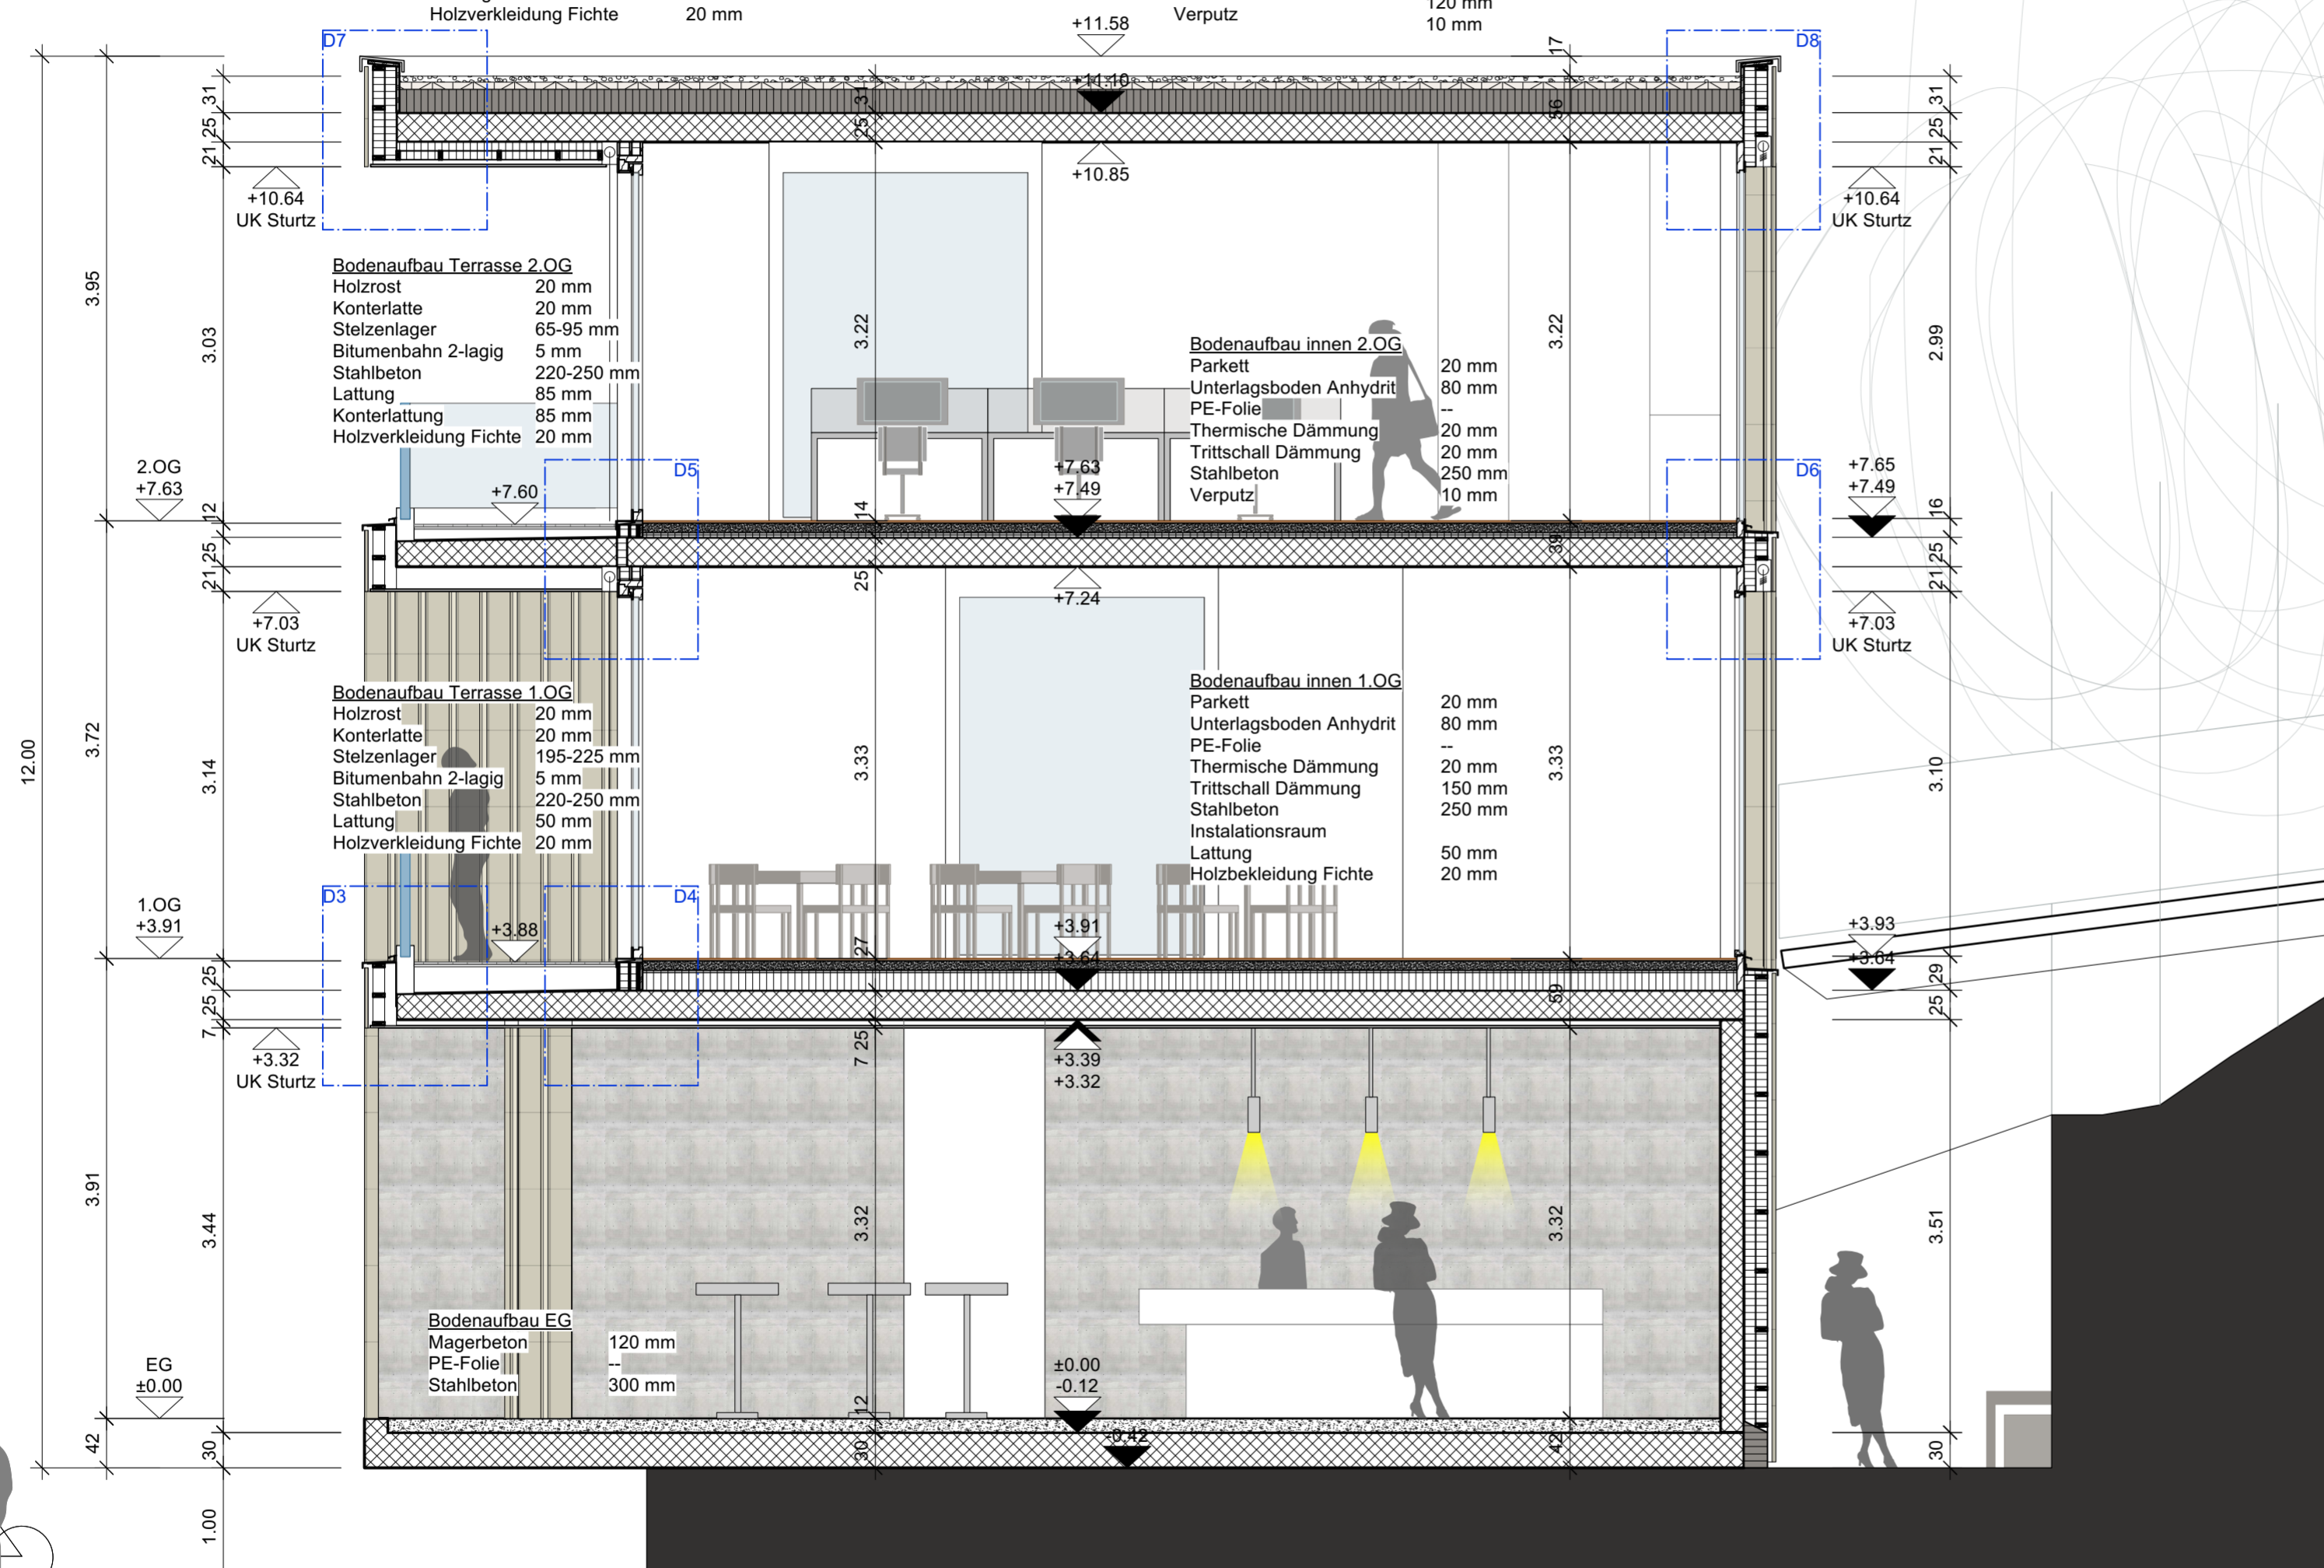 Holzverkleidung Fichte 20 mm
120 mm
Verputz 10 mm
+11.58
D7
D8
17
31
31
+11.10
56
31
25
25
25
21
21
+10.85
+10.64
UK Sturtz
+10.64
UK Sturtz
Bodenaufbau Terrasse 2.OG
Holzrost 20 mm
Konterlatte 20 mm
Stelzenlager 65-95 mm
Bitumenbahn 2-lagig 5 mm
Stahlbeton 220-250 mm
Lattung 85 mm
Konterlattung 85 mm
Holzverkleidung Fichte 20 mm
3.95
3.03
3.22
3.22
2.99
Bodenaufbau innen 2.OG
Parkett 20 mm
Unterlagsboden Anhydrit 80 mm
PE-Folie --
Thermische Dämmung 20 mm
Trittschall Dämmung 20 mm
Stahlbeton 250 mm
Verputz 10 mm
2.OG
+7.63
+7.60
D5
+7.63
+7.49
D6
+7.65
+7.49
12
14
16
25
39
25
21
25
21
+7.24
+7.03
UK Sturtz
+7.03
UK Sturtz
Bodenaufbau Terrasse 1.OG
Holzrost 20 mm
Konterlatte 20 mm
Stelzenlager 195-225 mm
Bitumenbahn 2-lagig 5 mm
Stahlbeton 220-250 mm
Lattung 50 mm
Holzverkleidung Fichte 20 mm
12.00
3.72
3.14
3.33
3.33
3.10
Bodenaufbau innen 1.OG
Parkett 20 mm
Unterlagsboden Anhydrit 80 mm
PE-Folie --
Thermische Dämmung 20 mm
Trittschall Dämmung 150 mm
Stahlbeton 250 mm
Instalationsraum
Lattung 50 mm
Holzbekleidung Fichte 20 mm
1.OG
+3.91
D3
+3.88
D4
+3.91
+3.64
+3.93
+3.64
27
25
59
29
25
25
7
7 25
+3.32
UK Sturtz
+3.39
+3.32
3.91
3.44
3.32
3.32
3.51
Bodenaufbau EG
Magerbeton 120 mm
PE-Folie --
Stahlbeton 300 mm
EG
±0.00
±0.00
-0.12
12
-0.42
42
30
30
42
30
1.00